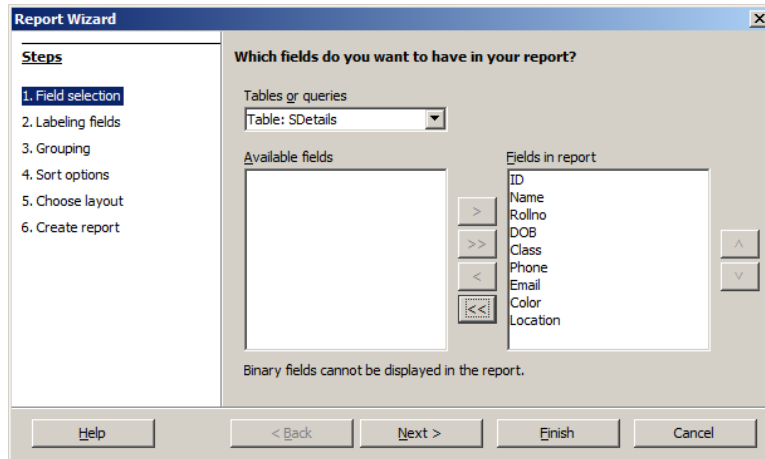 Report Wizard
X
Steps
1. Field selection
2. Labeling fields
3. Grouping
4. Sort options
5. Choose layout
6. Create report
Which fields do you want to have in your report?
Tables or queries
Table: SDetails
Available fields
>
>>
<
<<
Fields in report
ID
Name
Rollno
DOB
Class
Phone
Email
Color
Location
^
v
Binary fields cannot be displayed in the report.
Help
< Back
Next >
Finish
Cancel